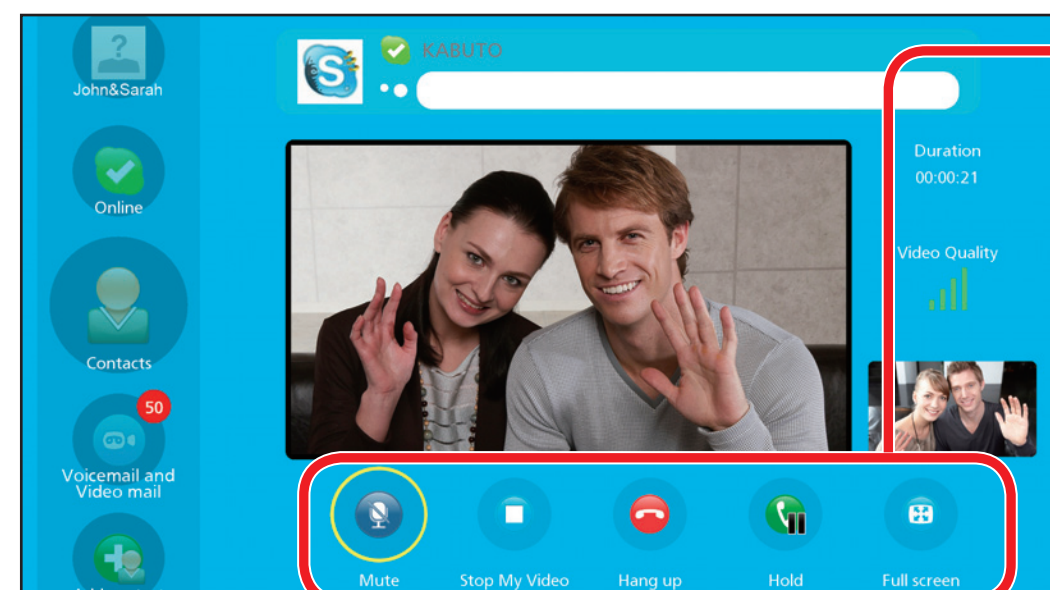 ?
John&Sarah
Online
Contacts
50
Voicemail and
Video mail
S
KABUTO
Duration
00:00:21
Video Quality
Mute
Stop My Video
Hang up
Hold
Full screen